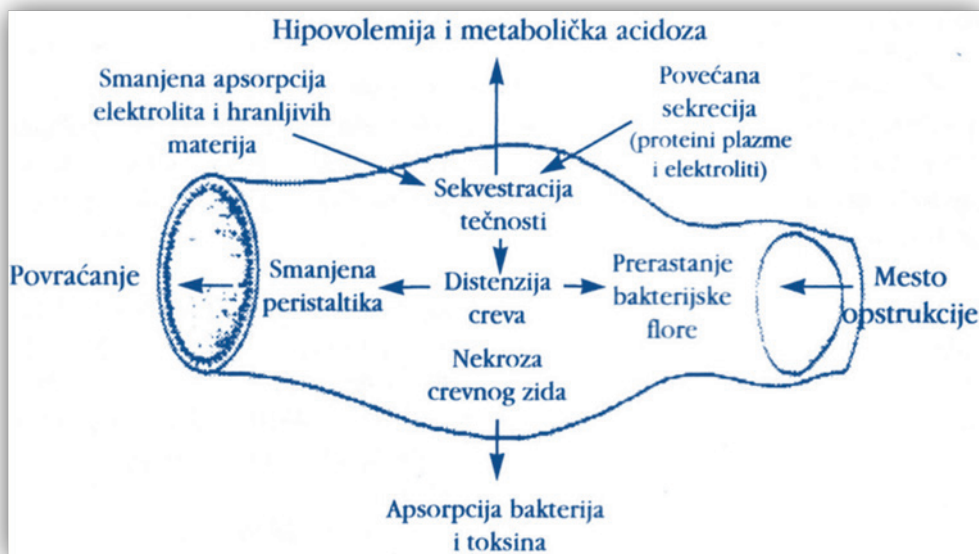 Hipovolemija i metabolička acidoza
Smanjena apsorpcija
elektrolita i hranljivih
materija
Povećana
sekrecija
(proteini plazme
i elektroliti)
Sekvestracija
tečnosti
Povraćanje
Smanjena
peristaltika
Distenzija
creva
Prerastanje
bakterijske
flore
Mesto
opstrukcije
Nekroza
crevnog zida
Apsorpcija bakterija
i toksina